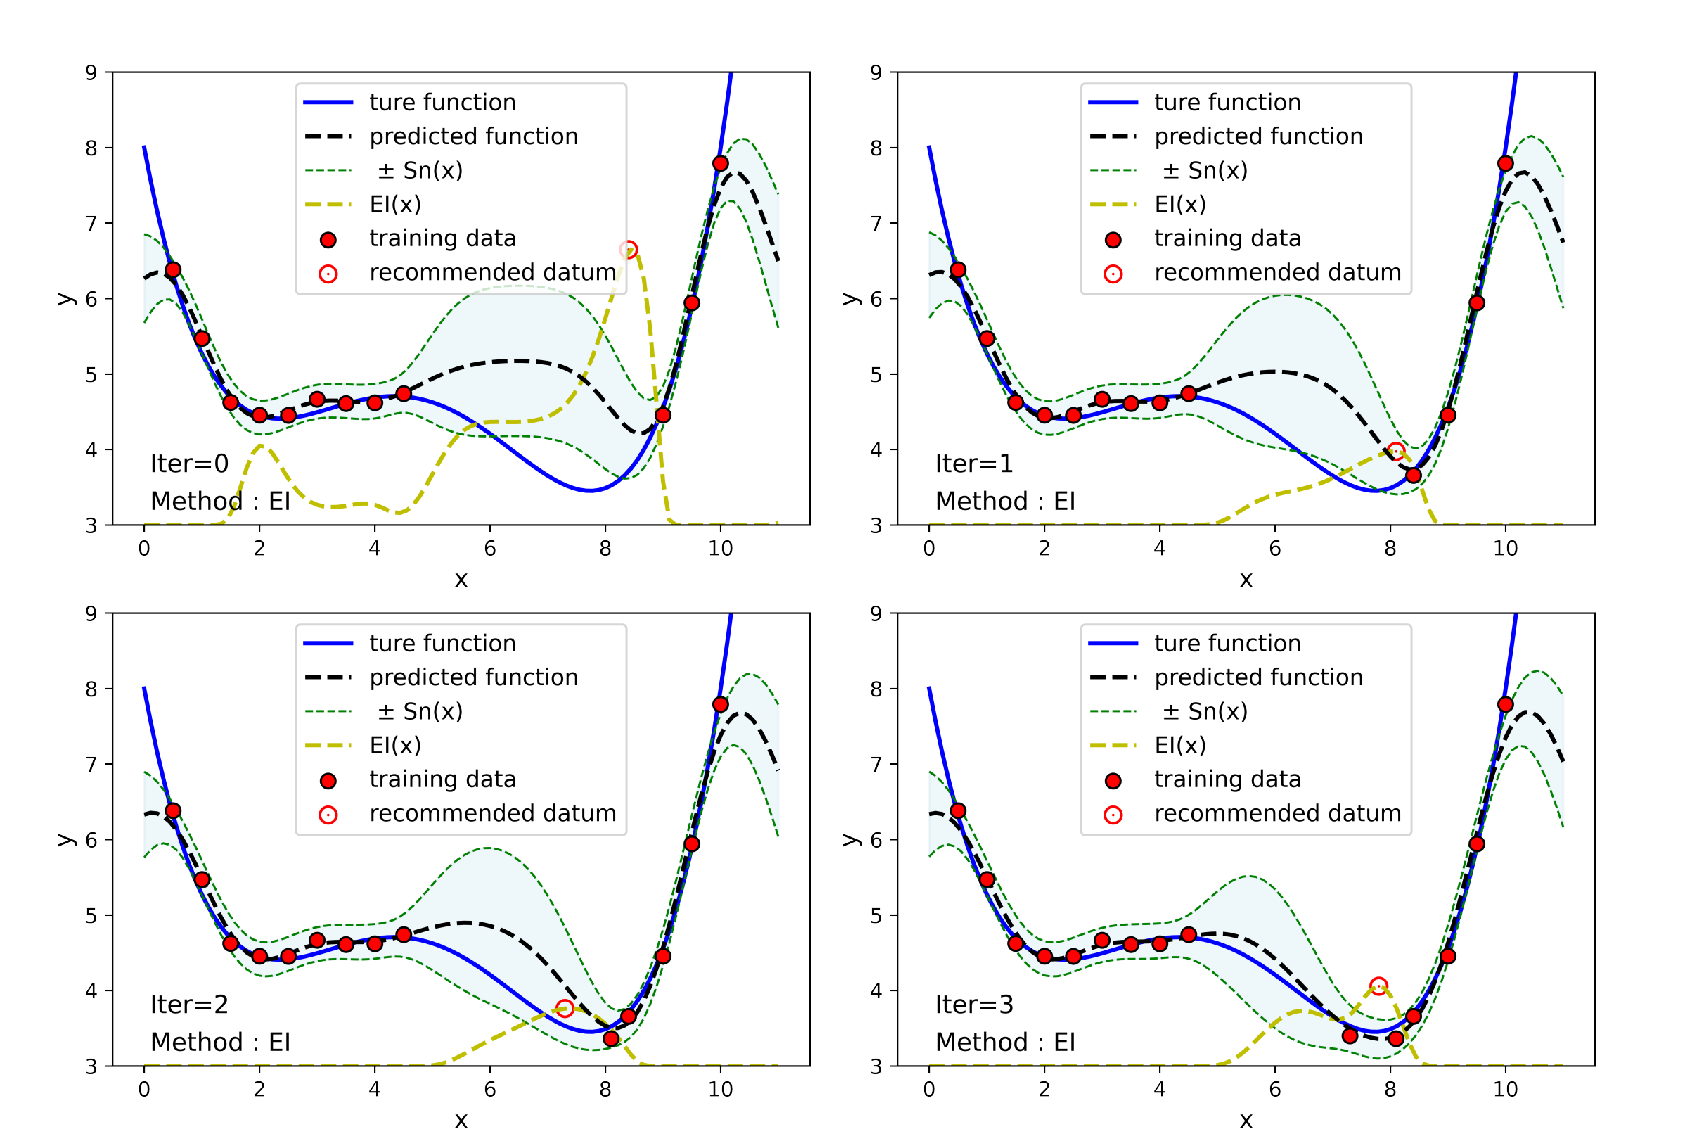 9
8
7
6
5
4
3
y
0 2 4 6 8 10
x
ture function
predicted function
± Sn(x)
EI(x)
training data
recommended datum
Iter=0
Method : EI
9
8
7
6
5
4
3
y
0 2 4 6 8 10
x
ture function
predicted function
± Sn(x)
EI(x)
training data
recommended datum
Iter=1
Method : EI
9
8
7
6
5
4
3
y
0 2 4 6 8 10
x
ture function
predicted function
± Sn(x)
EI(x)
training data
recommended datum
Iter=2
Method : EI
9
8
7
6
5
4
3
y
0 2 4 6 8 10
x
ture function
predicted function
± Sn(x)
EI(x)
training data
recommended datum
Iter=3
Method : EI